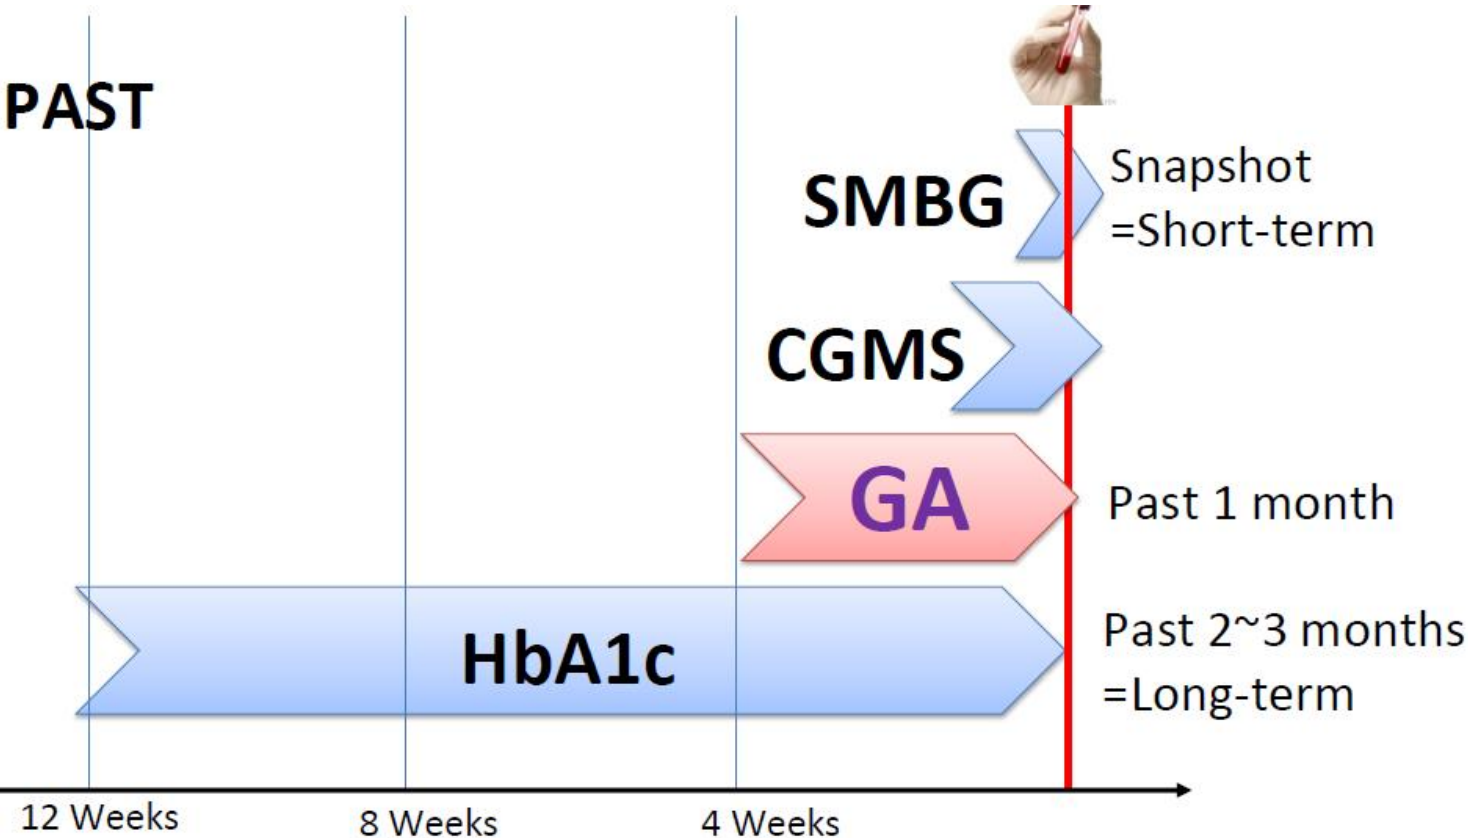 PAST
SMBG
Snapshot
=Short-term
CGMS
GA
Past 1 month
HbA1c
Past 2~3 months
=Long-term
12 Weeks
8 Weeks
4 Weeks